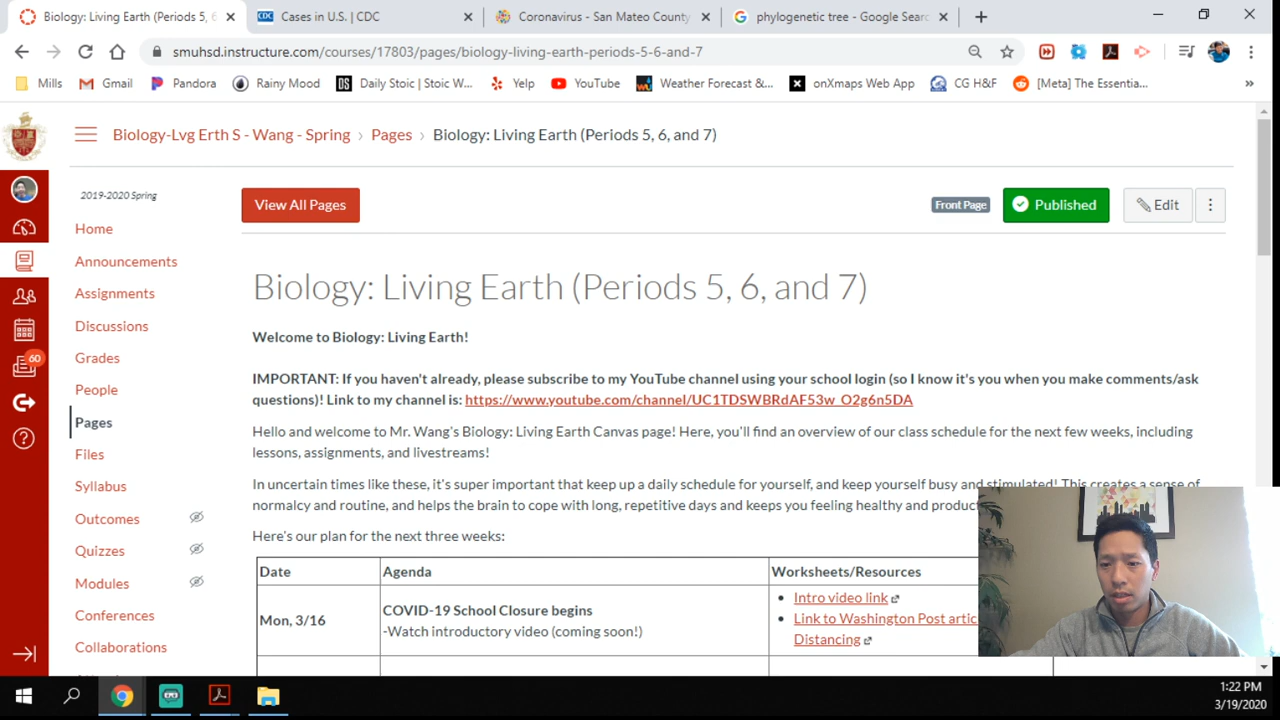 Biology: Living Earth (Periods 5, 6
Cases in U.S. | CDC
Coronavirus - San Mateo County
phylogenetic tree - Google Sear
smuhsd.instructure.com/courses/17803/pages/biology-living-earth-periods-5-6-and-7
Mills
Gmail
Pandora
Rainy Mood
Daily Stoic | Stoic W...
Yelp
YouTube
Weather Forecast &...
onXmaps Web App
CG H&F
[Meta] The Essentia...
Biology-Lvg Erth S - Wang - Spring › Pages › Biology: Living Earth (Periods 5, 6, and 7)
2019-2020 Spring
Home
Announcements
Assignments
Discussions
Grades
People
Pages
Files
Syllabus
Outcomes
Quizzes
Modules
Conferences
Collaborations
60
View All Pages
Front Page
Published
Edit
Biology: Living Earth (Periods 5, 6, and 7)
Welcome to Biology: Living Earth!
IMPORTANT: If you haven't already, please subscribe to my YouTube channel using your school login (so I know it's you when you make comments/ask
questions)! Link to my channel is: https://www.youtube.com/channel/UC1TDSWBRdAF53w_O2g6n5DA
Hello and welcome to Mr. Wang's Biology: Living Earth Canvas page! Here, you'll find an overview of our class schedule for the next few weeks, including
lessons, assignments, and livestreams!
In uncertain times like these, it's super important that keep up a daily schedule for yourself, and keep yourself busy and stimulated! This creates a sense of
normalcy and routine, and helps the brain to cope with long, repetitive days and keeps you feeling healthy and produc
Here's our plan for the next three weeks:
Date
Agenda
Worksheets/Resources
Mon, 3/16
COVID-19 School Closure begins
-Watch introductory video (coming soon!)
Intro video link
Link to Washington Post artic
Distancing
1:22 PM
3/19/2020